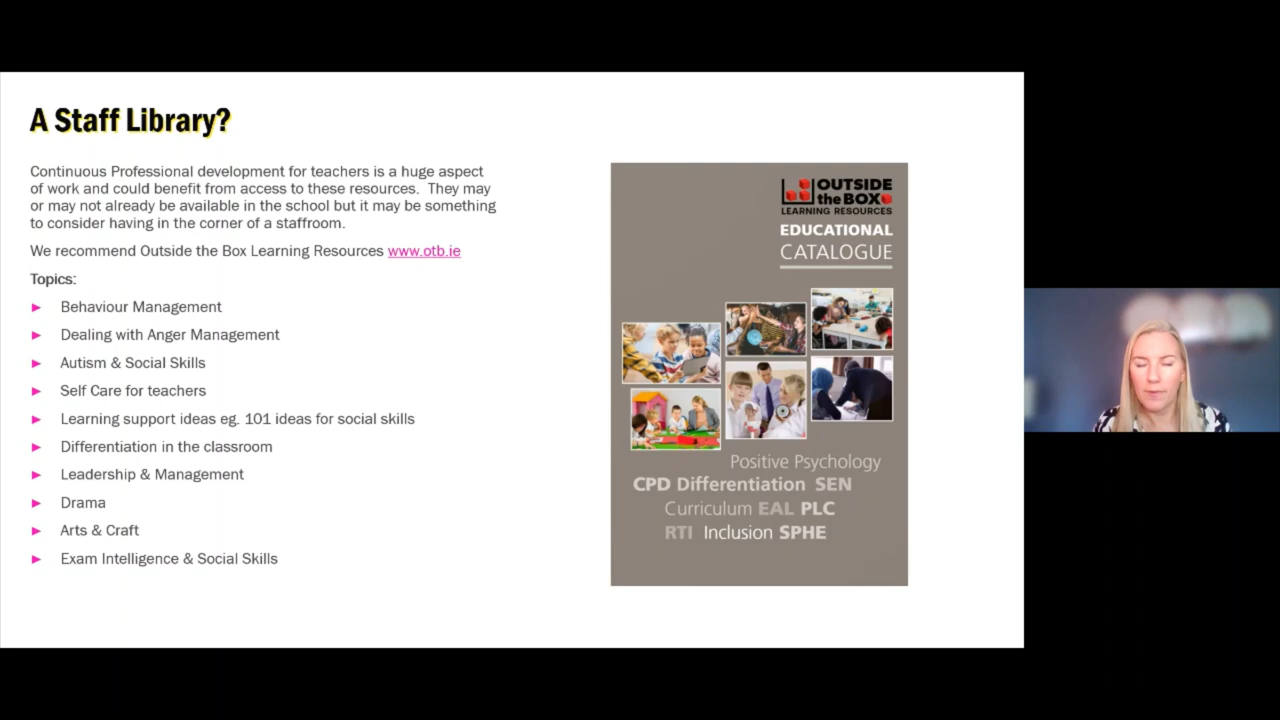 A Staff Library?
Continuous Professional development for teachers is a huge aspect
of work and could benefit from access to these resources.  They may
or may not already be available in the school but it may be something
to consider having in the corner of a staffroom.
We recommend Outside the Box Learning Resources www.otb.ie
Topics:
► Behaviour Management
► Dealing with Anger Management
► Autism & Social Skills
► Self Care for teachers
► Learning support ideas eg. 101 ideas for social skills
► Differentiation in the classroom
► Leadership & Management
► Drama
► Arts & Craft
► Exam Intelligence & Social Skills
OUTSIDE
the BOX
LEARNING RESOURCES
EDUCATIONAL
CATALOGUE
Positive Psychology
CPD Differentiation SEN
Curriculum EAL PLC
RTI Inclusion SPHE